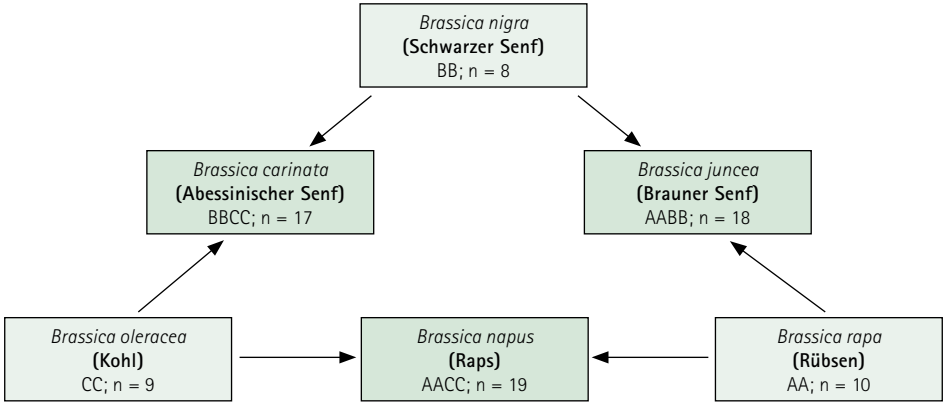 Brassica nigra
(Schwarzer Senf)
BB; n = 8
Brassica carinata
(Abessinischer Senf)
BBCC; n = 17
Brassica juncea
(Brauner Senf)
AABB; n = 18
Brassica oleracea
(Kohl)
CC; n = 9
Brassica napus
(Raps)
AACC; n = 19
Brassica rapa
(Rübsen)
AA; n = 10